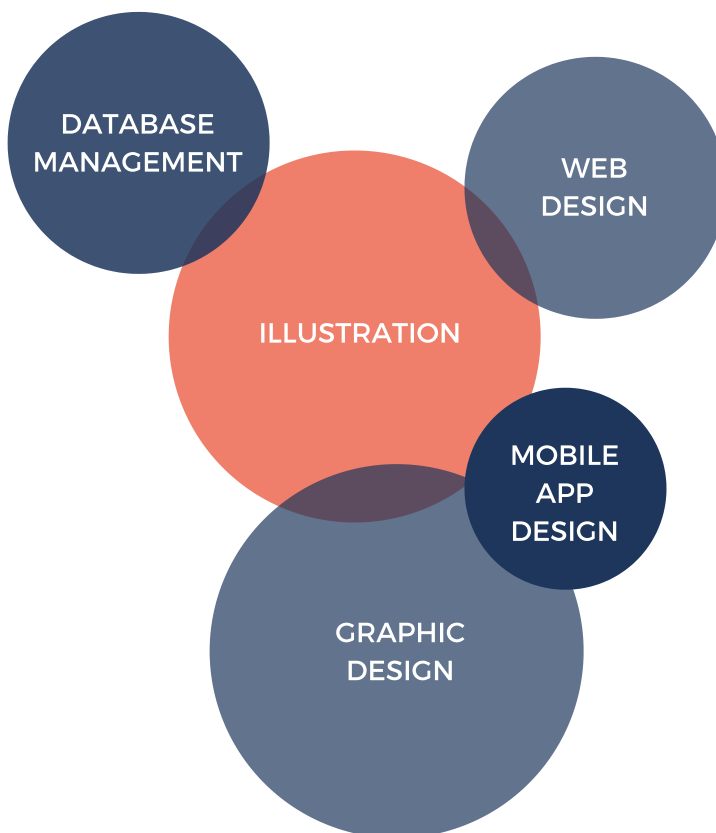 DATABASE
MANAGEMENT
WEB
DESIGN
ILLUSTRATION
MOBILE
APP
DESIGN
GRAPHIC
DESIGN